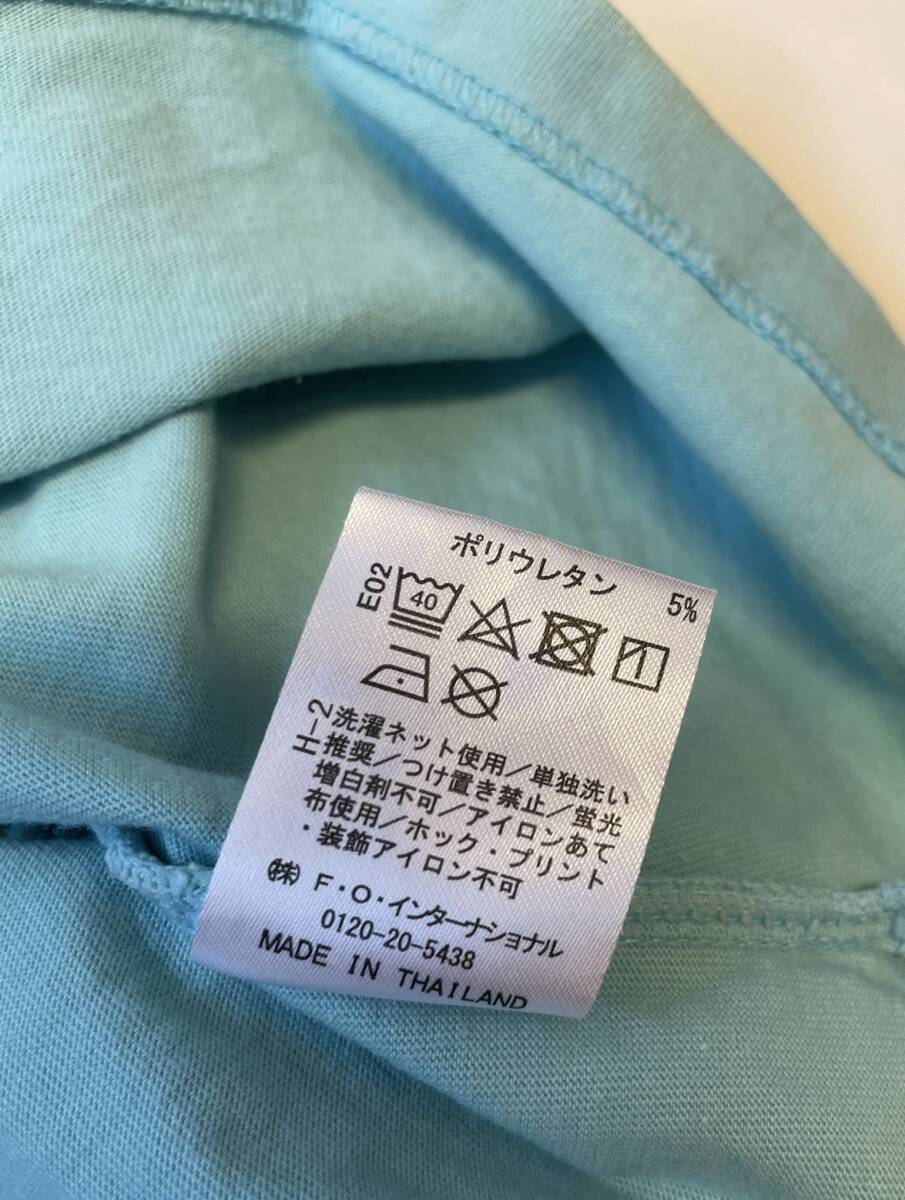 ポリウレタン 5%
E02
40
H-2 洗濯ネット使用/単独洗い
推奨/つけ置き禁止/蛍光
増白剤不可/アイロンあて
布使用/ホック・プリント
・装飾アイロン不可
㈱ F・O・インターナショナル
0120-20-5438
MADE IN THAILAND